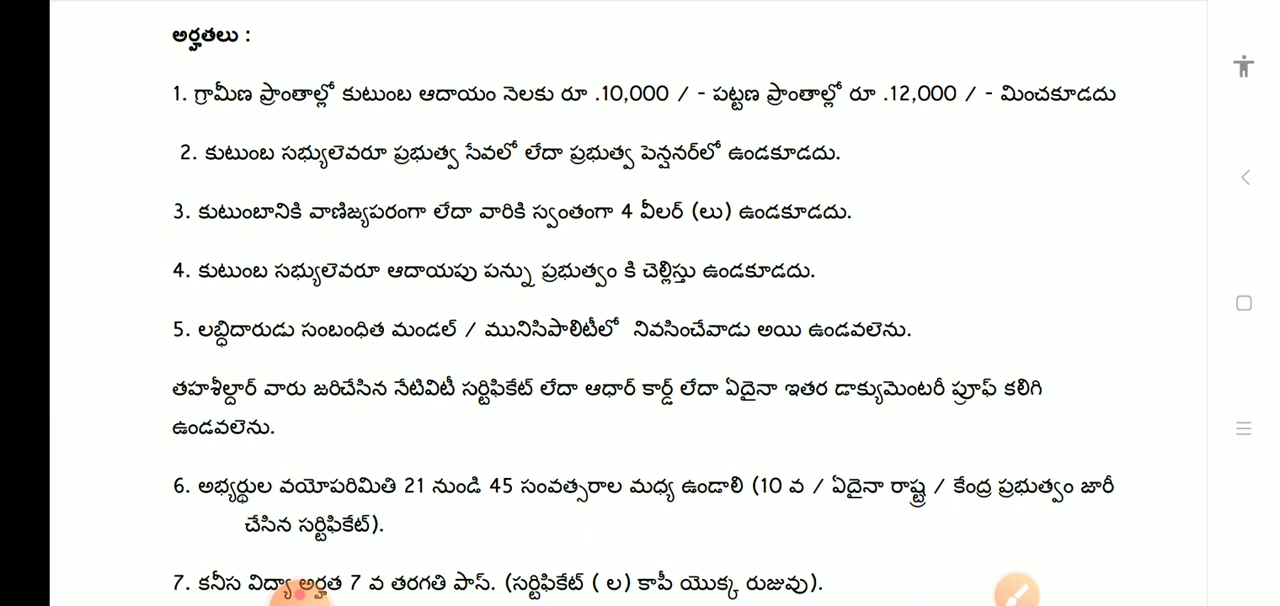 అర్హతలు :
1. గ్రామీణ ప్రాంతాల్లో కుటుంబ ఆదాయం నెలకు రూ .10,000 / - పట్టణ ప్రాంతాల్లో రూ .12,000 / - మించకూడదు
2. కుటుంబ సభ్యులెవరూ ప్రభుత్వ సేవలో లేదా ప్రభుత్వ పెన్షనర్‌లో ఉండకూడదు.
3. కుటుంబానికి వాణిజ్యపరంగా లేదా వారికి స్వంతంగా 4 వీలర్ (లు) ఉండకూడదు.
4. కుటుంబ సభ్యులెవరూ ఆదాయపు పన్ను ప్రభుత్వం కి చెల్లిస్తు ఉండకూడదు.
5. లబ్ధిదారుడు సంబంధిత మండల్ / మునిసిపాలిటీలో నివసించేవాడు అయి ఉండవలెను.
తహశీల్దార్ వారు జరిచేసిన నేటివిటీ సర్టిఫికేట్ లేదా ఆధార్ కార్డ్ లేదా ఏదైనా ఇతర డాక్యుమెంటరీ ప్రూఫ్ కలిగి
ఉండవలెను.
6. అభ్యర్థుల వయోపరిమితి 21 నుండి 45 సంవత్సరాల మధ్య ఉండాలి (10 వ / ఏదైనా రాష్ట్ర / కేంద్ర ప్రభుత్వం జారీ
చేసిన సర్టిఫికేట్).
7. కనీస విద్యా అర్హత 7 వ తరగతి పాస్. (సర్టిఫికేట్ ( ల) కాపీ యొక్క రుజువు).